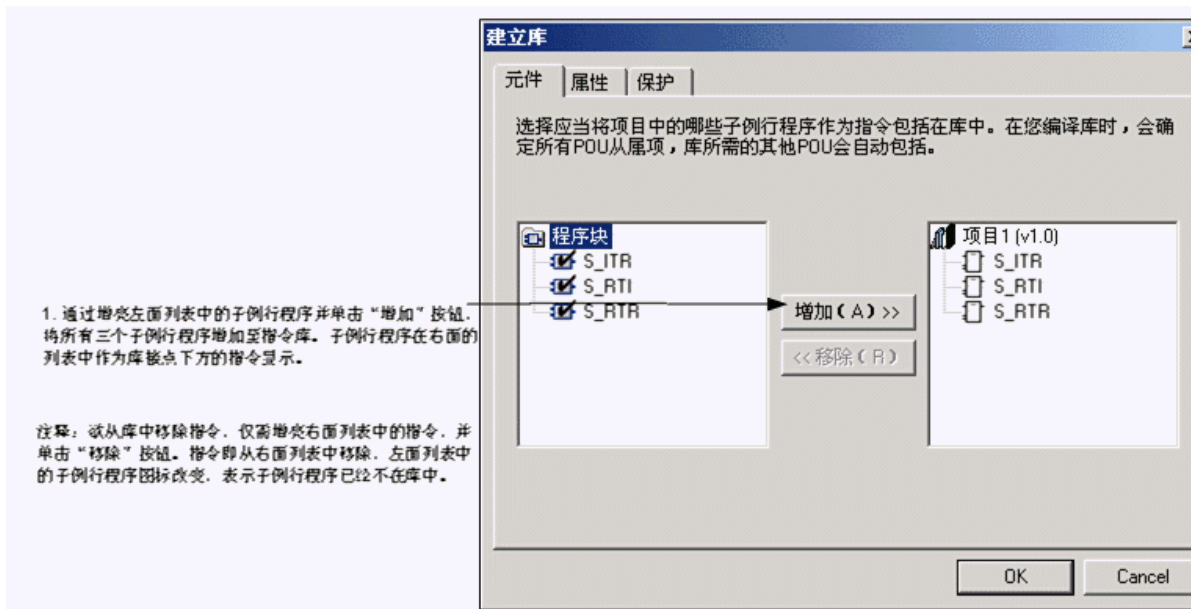 建立库
元件
属性
保护
选择应当将项目中的哪些子例行程序作为指令包括在库中。在您编译库时，会确
定所有POU从属项，库所需的其他POU会自动包括。
程序块
S_ITR
S_RTI
S_RTR
增加(A)>>
<<移除(R)
项目1 (v1.0)
S_ITR
S_RTI
S_RTR
1. 通过增亮左面列表中的子例行程序并单击“增加”按钮，
将所有三个子例行程序增加至指令库。子例行程序在右面的
列表中作为库接点下方的指令显示。
注释：欲从库中移除指令，仅需增亮右面列表中的指令，并
单击“移除”按钮。指令即从右面列表中移除，左面列表中
的子例行程序图标改变，表示子例行程序已经不在库中。
OK
Cancel